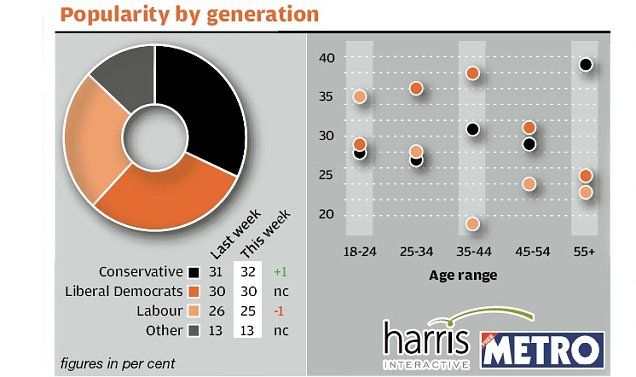 Popularity by generation
Last week
This week
Conservative 31 32 +1
Liberal Democrats 30 30 nc
Labour 26 25 -1
Other 13 13 nc
figures in per cent
40
35
30
25
20
18-24 25-34 35-44 45-54 55+
Age range
harris
INTERACTIVE
METRO